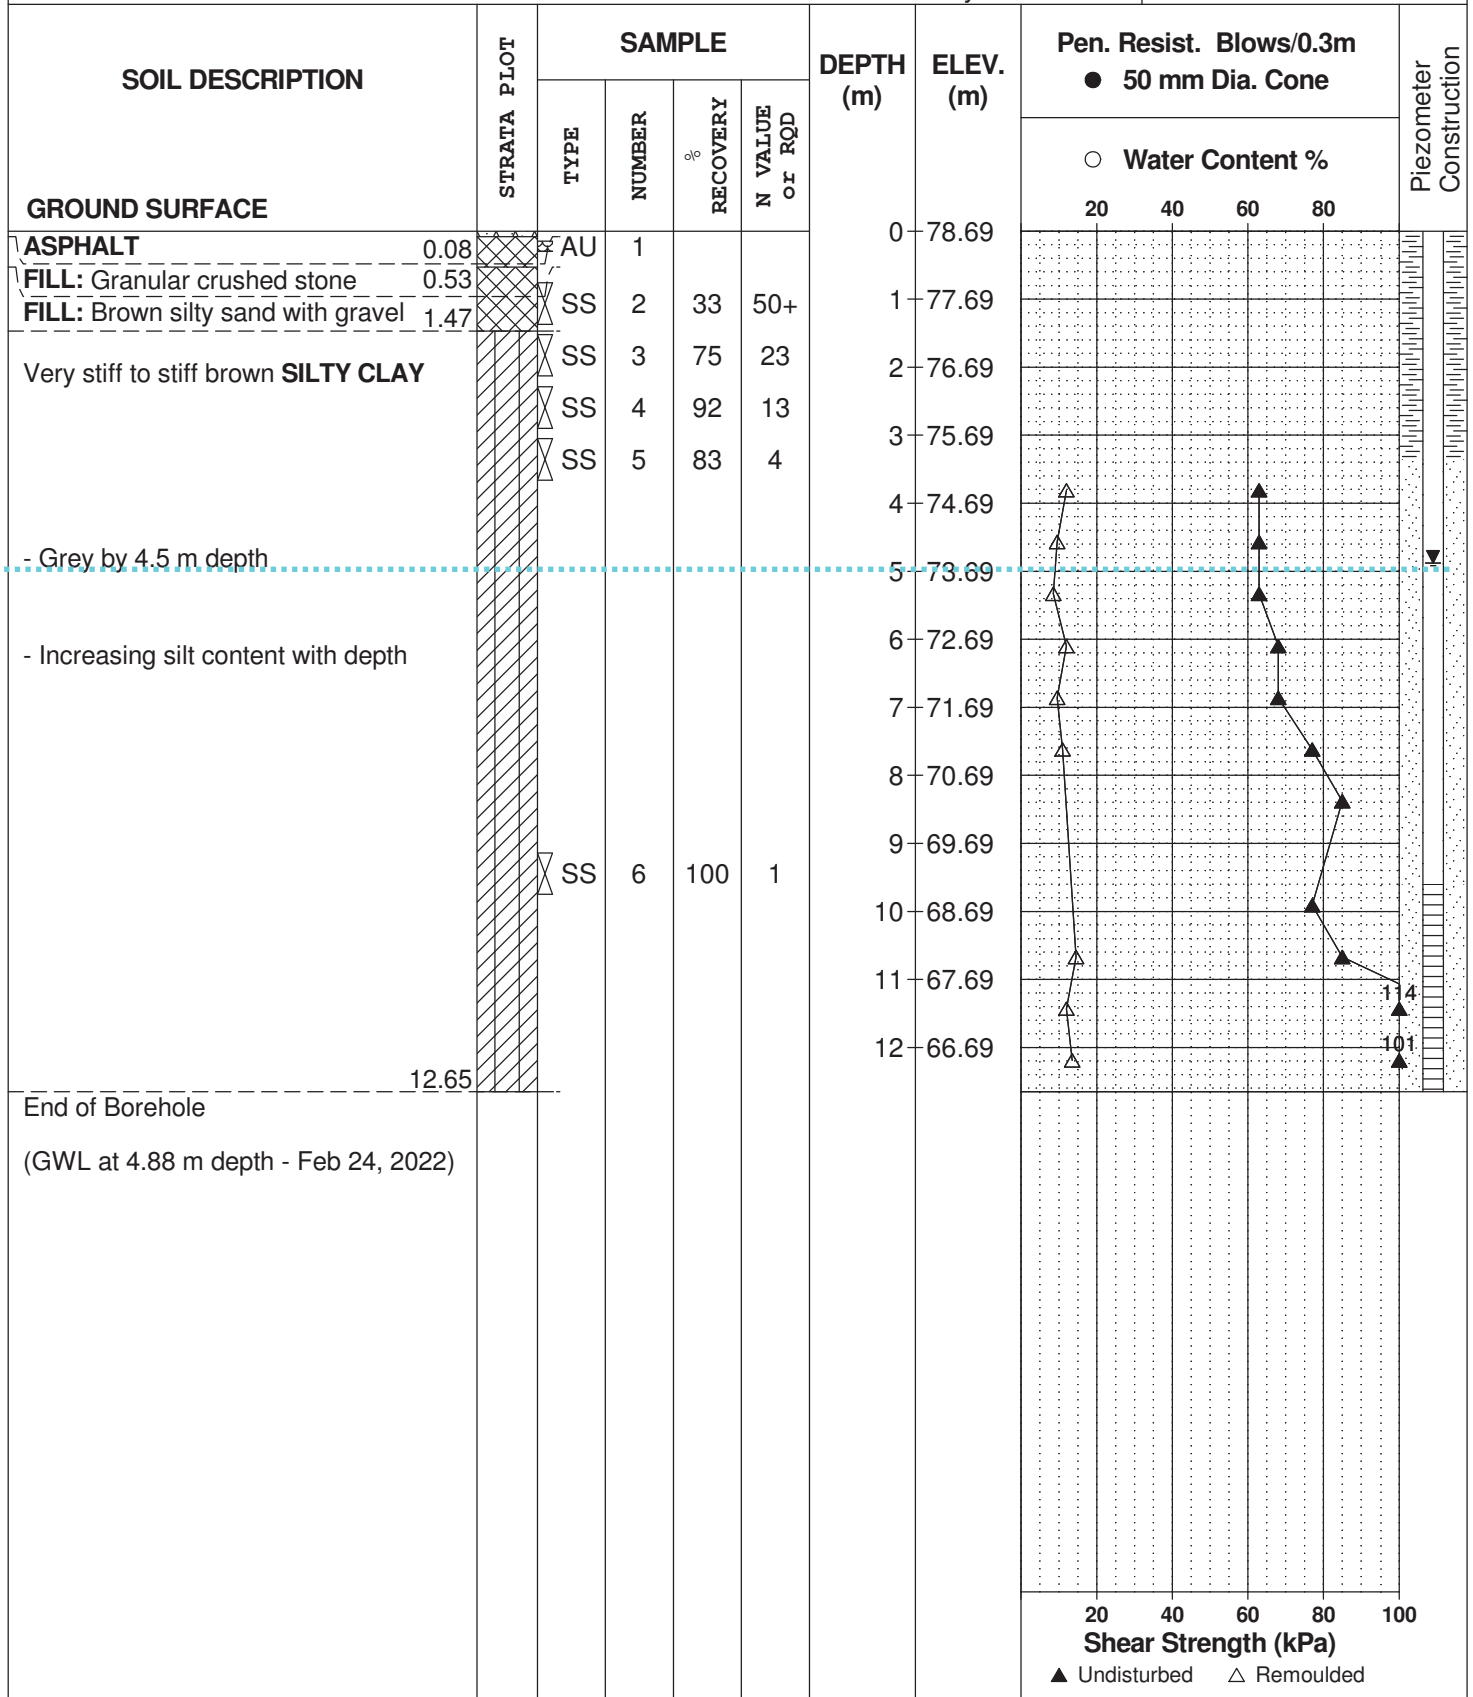 SOIL DESCRIPTION
GROUND SURFACE
STRATA PLOT
SAMPLE
TYPE
NUMBER
%
RECOVERY
N VALUE
or RQD
DEPTH
(m)
ELEV.
(m)
Pen. Resist. Blows/0.3m
● 50 mm Dia. Cone
○ Water Content %
20 40 60 80
Piezometer
Construction
0 78.69
ASPHALT 0.08 AU 1
FILL: Granular crushed stone 0.53
FILL: Brown silty sand with gravel 1.47
SS 2 33 50+
1 77.69
SS 3 75 23
Very stiff to stiff brown SILTY CLAY
2 76.69
SS 4 92 13
3 75.69
SS 5 83 4
4 74.69
- Grey by 4.5 m depth
5 73.69
6 72.69
- Increasing silt content with depth
7 71.69
8 70.69
9 69.69
SS 6 100 1
10 68.69
11 67.69
114
12 66.69
101
12.65
End of Borehole
(GWL at 4.88 m depth - Feb 24, 2022)
20 40 60 80 100
Shear Strength (kPa)
▲ Undisturbed △ Remoulded